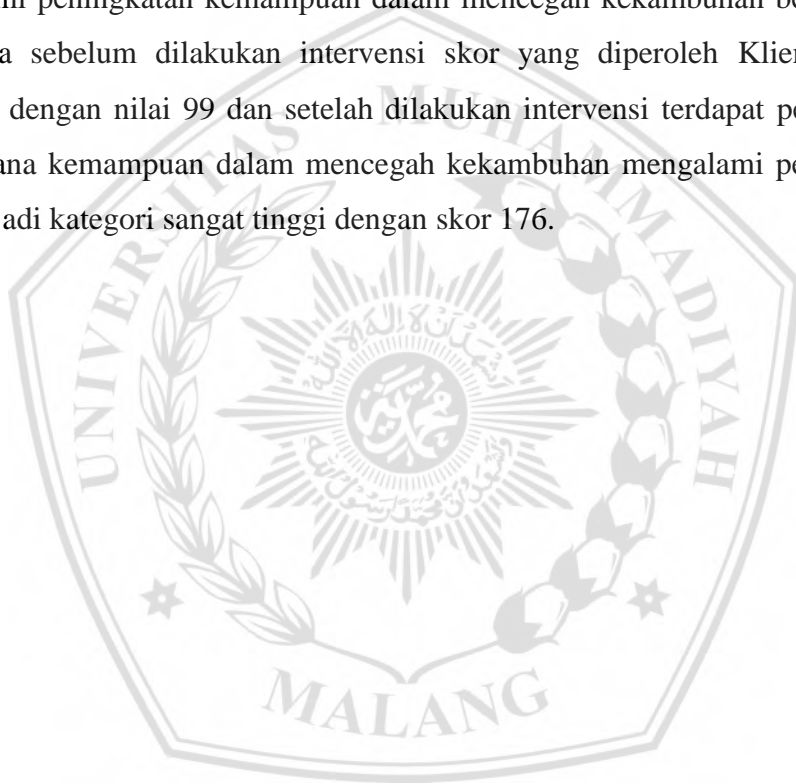 peningkatan kemampuan dalam mencegah kekambuhan
sebelum dilakukan intervensi skor yang diperoleh Klien
dengan nilai 99 dan setelah dilakukan intervensi terdapat
kemampuan dalam mencegah kekambuhan mengalami
adi kategori sangat tinggi dengan skor 176.
UNIVERSITAS MUHAMMADIYAH
MALANG